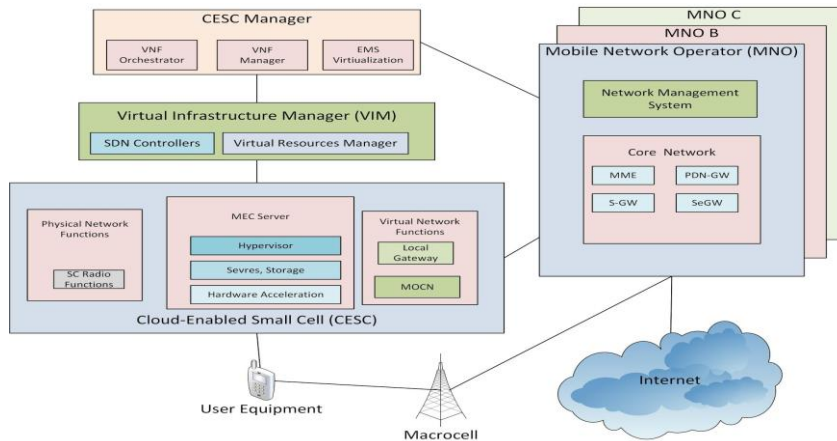 CESC Manager
VNF
Orchestrator
VNF
Manager
EMS
Virtualization
MNO C
MNO B
Mobile Network Operator (MNO)
Network Management
System
Core Network
MME
PDN-GW
S-GW
SeGW
Virtual Infrastructure Manager (VIM)
SDN Controllers
Virtual Resources Manager
Physical Network
Functions
SC Radio
Functions
MEC Server
Hypervisor
Sevres, Storage
Hardware Acceleration
Virtual Network
Functions
Local
Gateway
MOCN
Cloud-Enabled Small Cell (CESC)
User Equipment
Macrocell
Internet